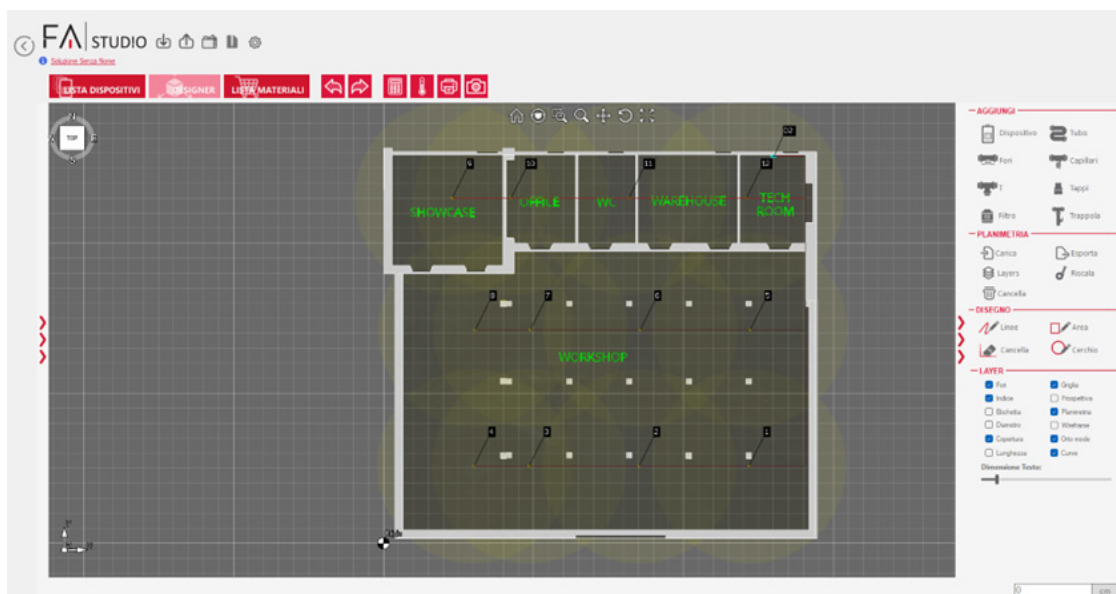 FA STUDIO
Soluzione Senza Nome
LISTA DISPOSITIVI
DESIGNER
LISTA MATERIALI
N
TOP
E
S
D2
9
10
11
12
SHOWCASE
OFFICE
WC
WAREHOUSE
TECH
ROOM
8
7
6
5
WORKSHOP
4
3
2
1
AGGIUNGI
Dispositivo
Tubo
Fori
Capillari
T
Tappi
Filtro
Trappola
PLANIMETRIA
Carica
Esporta
Layers
Riscala
Cancella
DISEGNO
Linee
Area
Cancella
Cerchio
LAYER
Fori
Griglia
Indice
Prospettiva
Etichetta
Planimetria
Diametro
Wireframe
Copertura
Orto mode
Lunghezza
Curve
Dimensione Testo:
0
cm